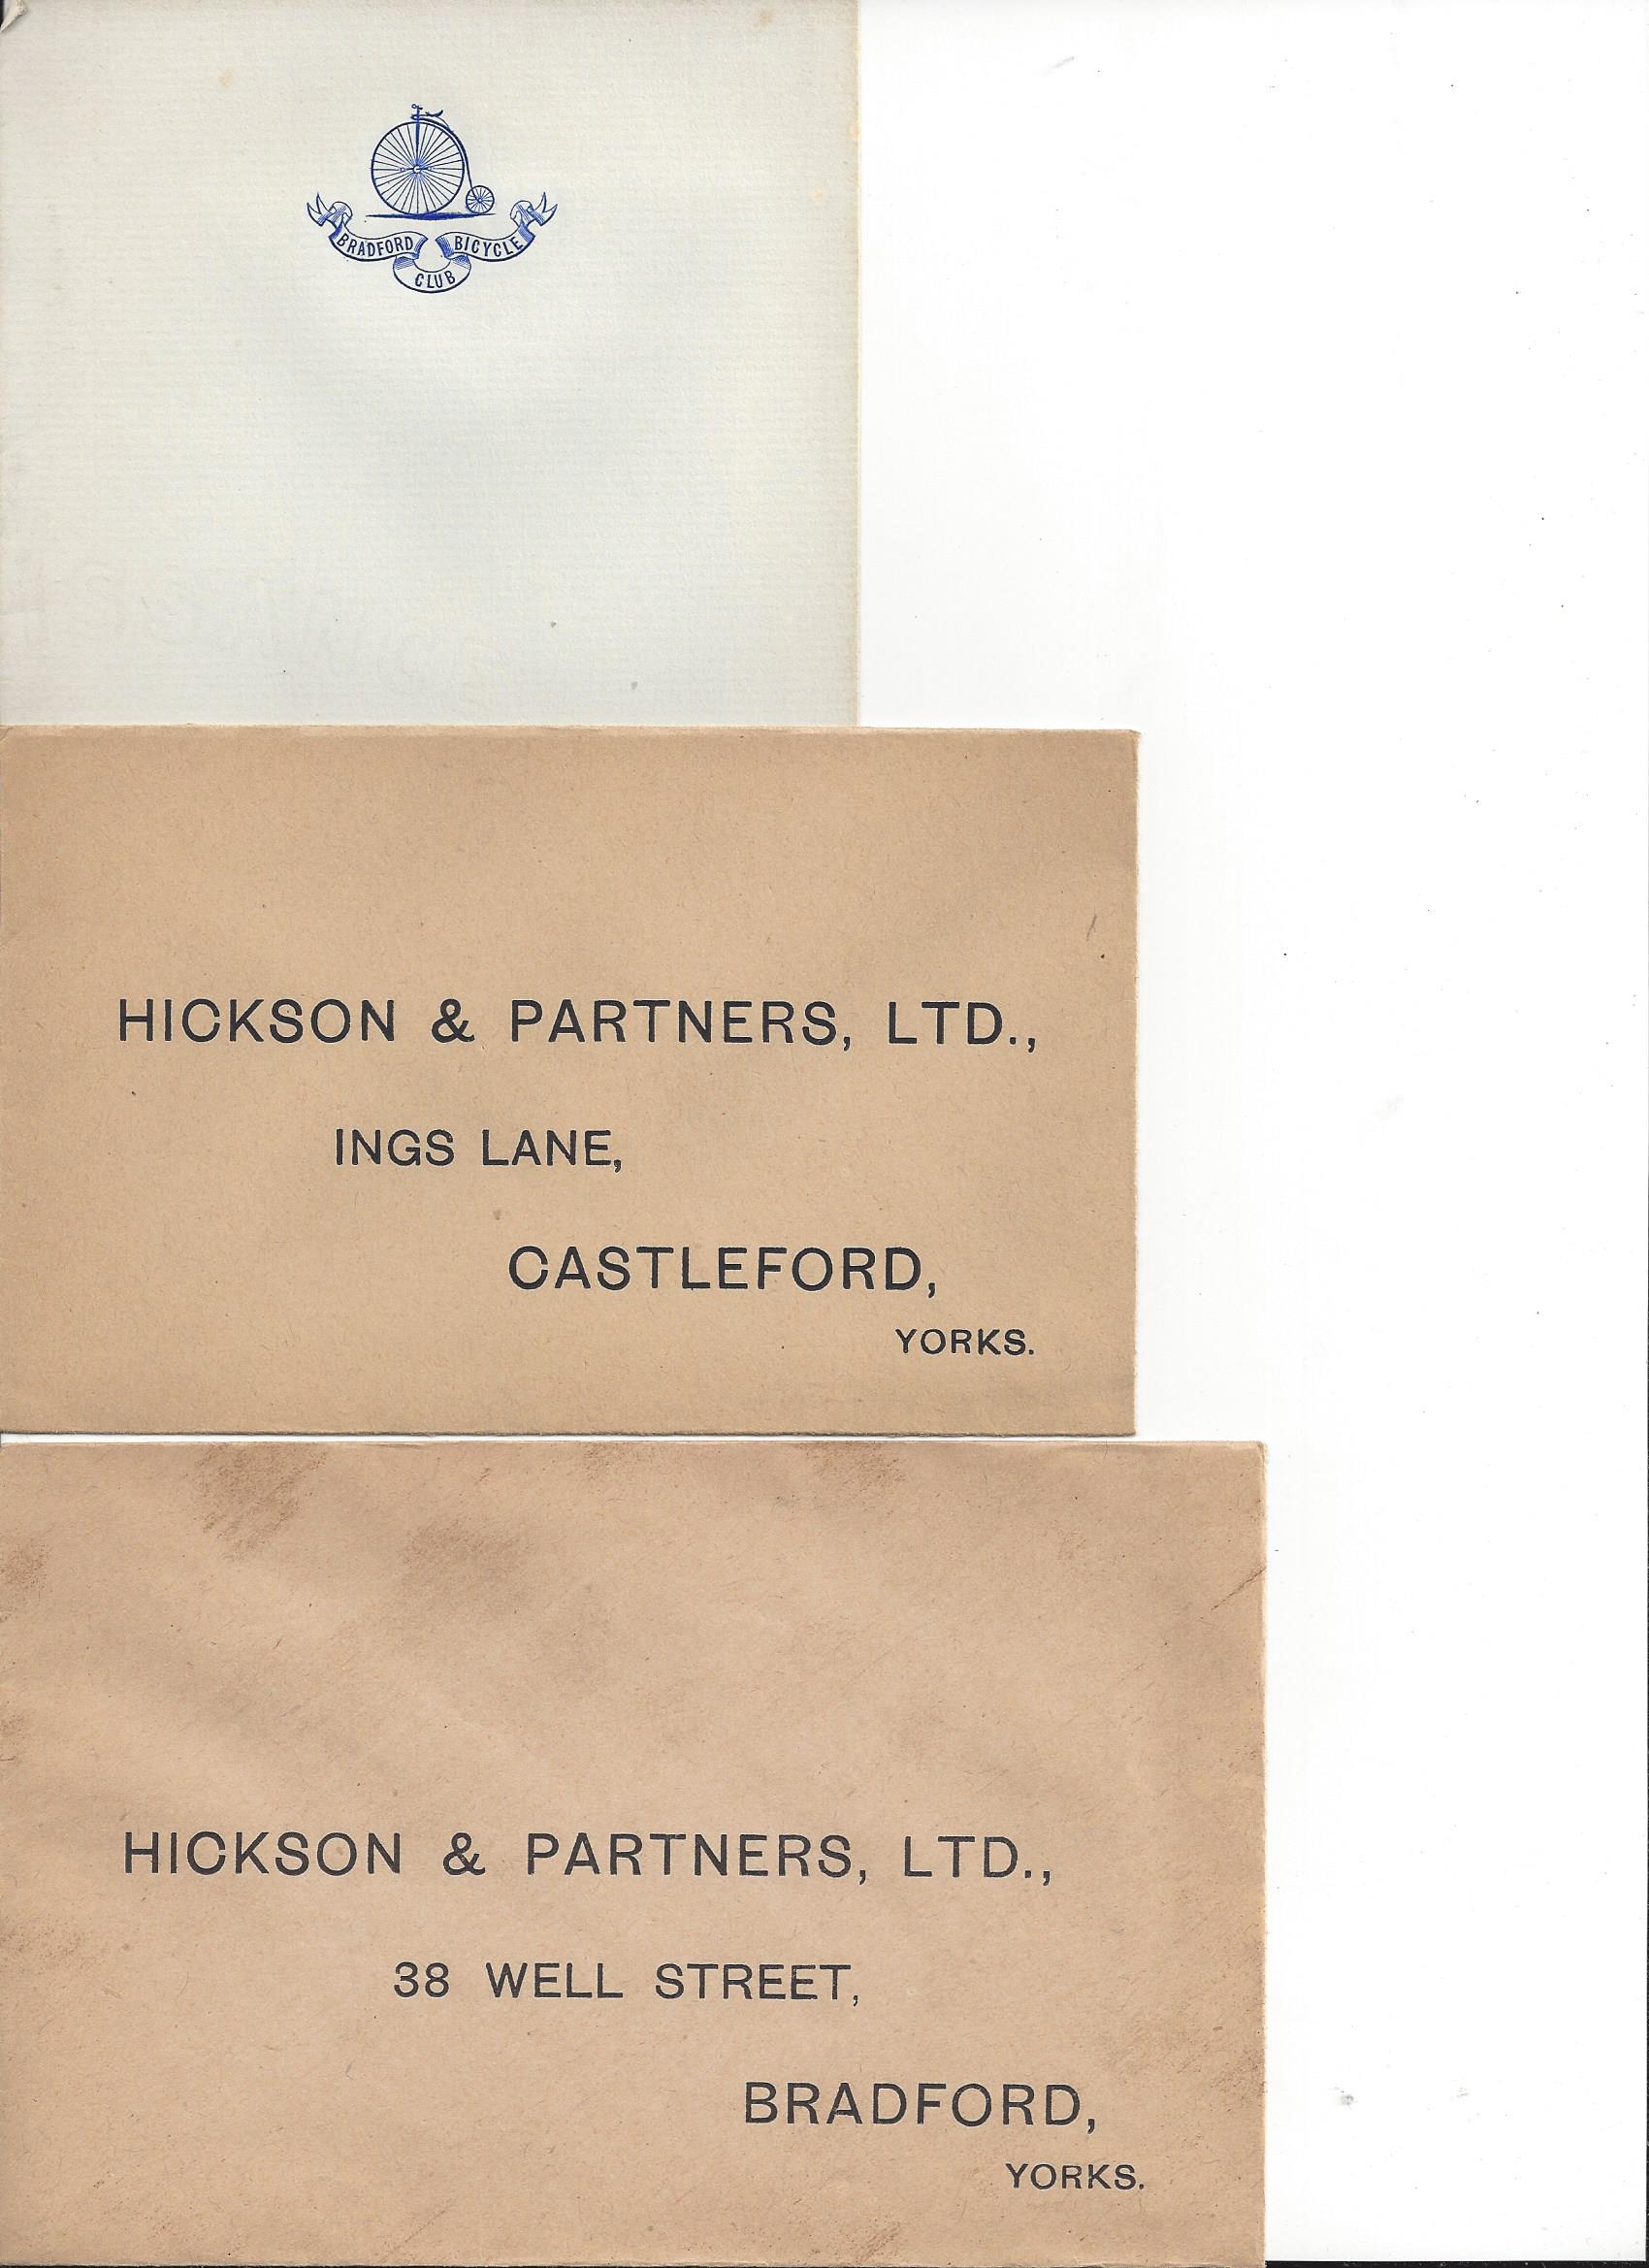 BRADFORD BICYCLE
CLUB
HICKSON & PARTNERS, LTD.,
INGS LANE,
CASTLEFORD,
YORKS.
HICKSON & PARTNERS, LTD.,
38 WELL STREET,
BRADFORD,
YORKS.